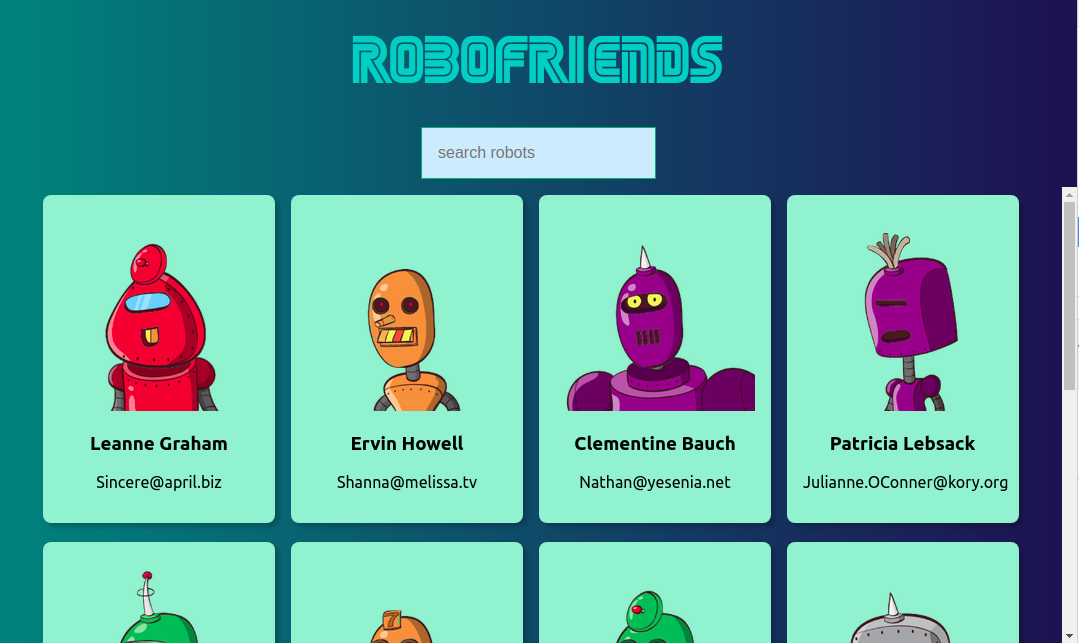 ROBOFRIENDS
search robots
Leanne Graham
Sincere@april.biz
Ervin Howell
Shanna@melissa.tv
Clementine Bauch
Nathan@yesenia.net
Patricia Lebsack
Julianne.OConner@kory.org
7